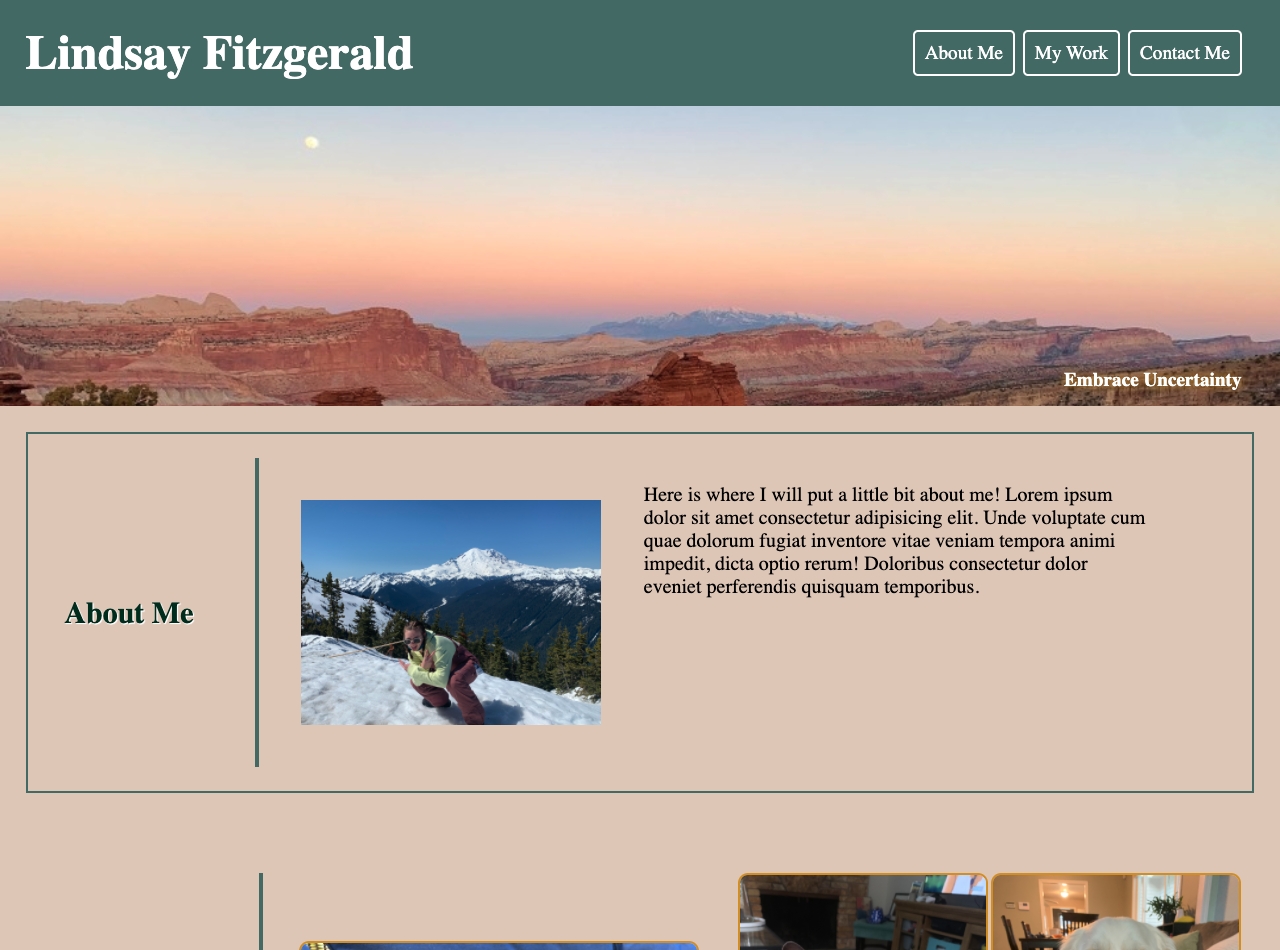 Lindsay Fitzgerald
About Me
My Work
Contact Me
Embrace Uncertainty
About Me
Here is where I will put a little bit about me! Lorem ipsum
dolor sit amet consectetur adipisicing elit. Unde voluptate cum
quae dolorum fugiat inventore vitae veniam tempora animi
impedit, dicta optio rerum! Doloribus consectetur dolor
eveniet perferendis quisquam temporibus.